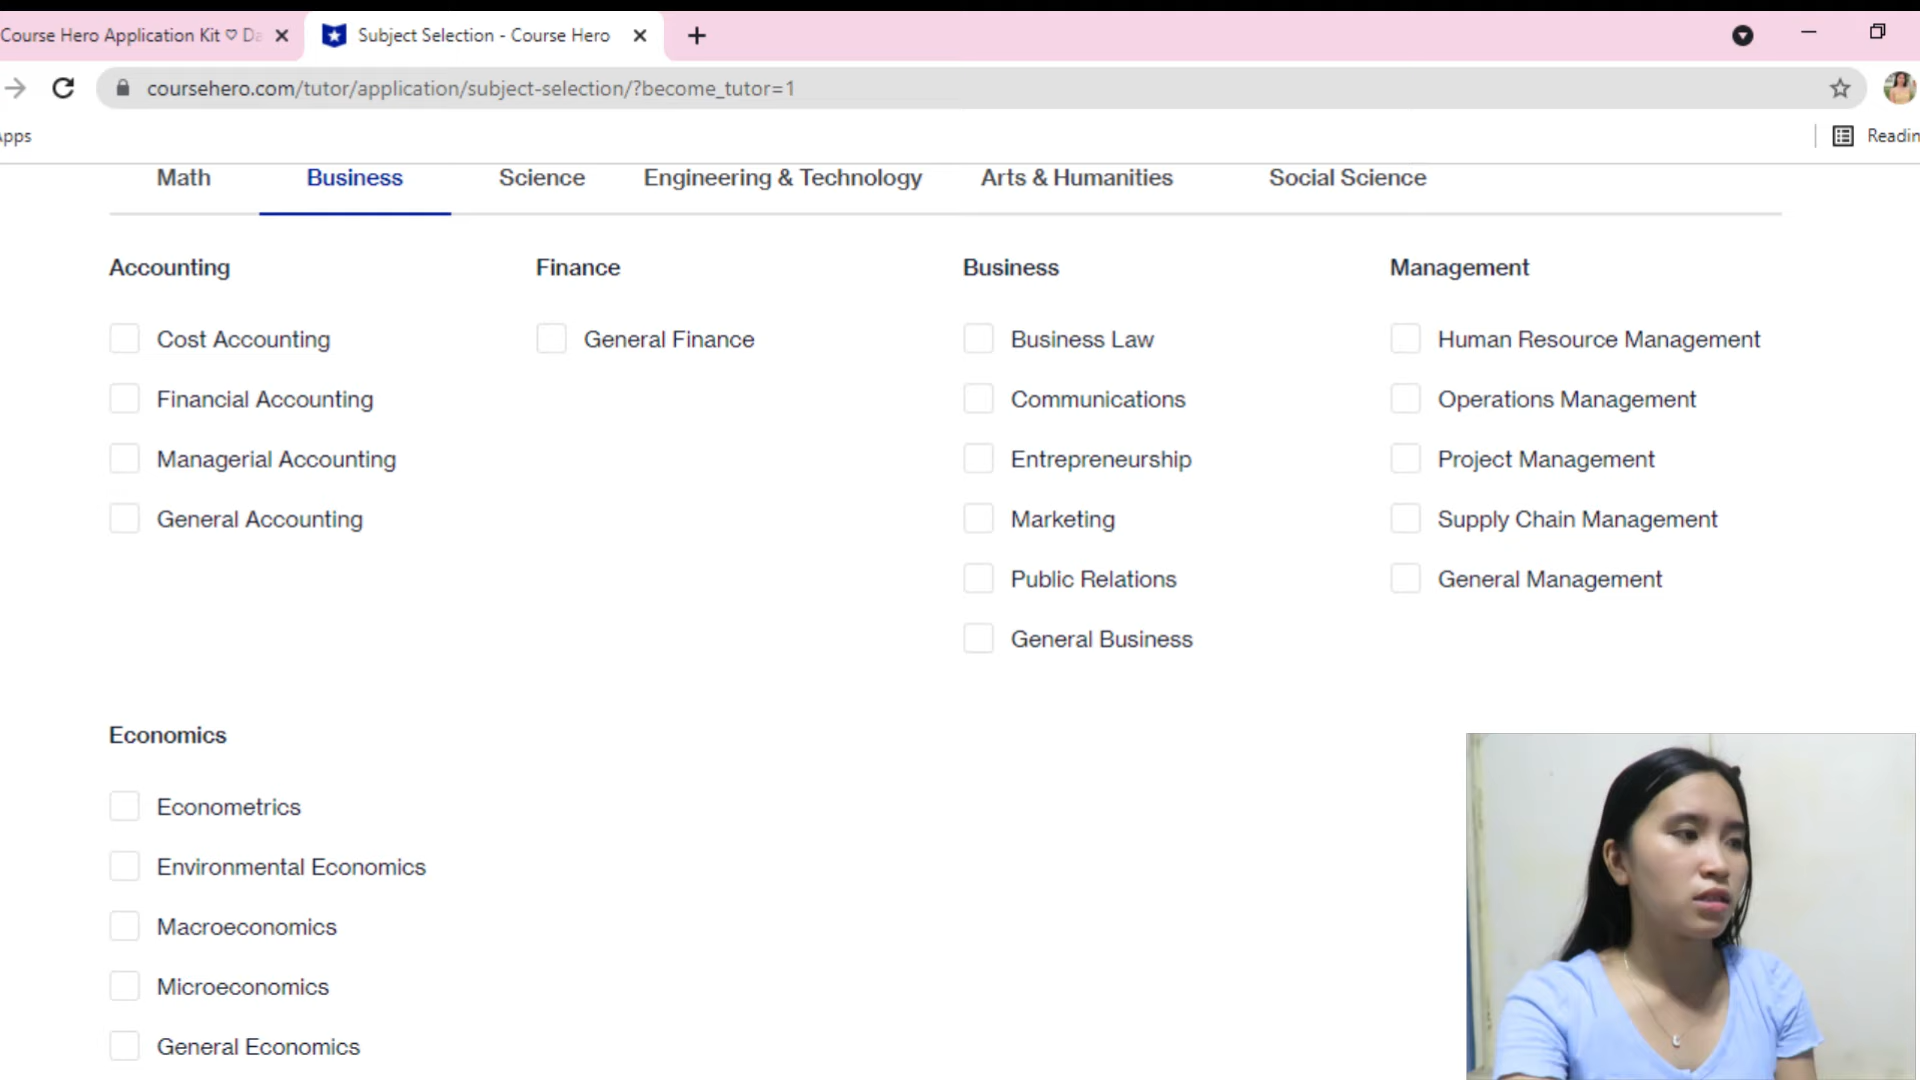 Course Hero Application Kit ♡ Da
Subject Selection - Course Hero
coursehero.com/tutor/application/subject-selection/?become_tutor=1
Apps
Readin
Math Business Science Engineering & Technology Arts & Humanities Social Science
Accounting
Cost Accounting
Financial Accounting
Managerial Accounting
General Accounting
Finance
General Finance
Business
Business Law
Communications
Entrepreneurship
Marketing
Public Relations
General Business
Management
Human Resource Management
Operations Management
Project Management
Supply Chain Management
General Management
Economics
Econometrics
Environmental Economics
Macroeconomics
Microeconomics
General Economics